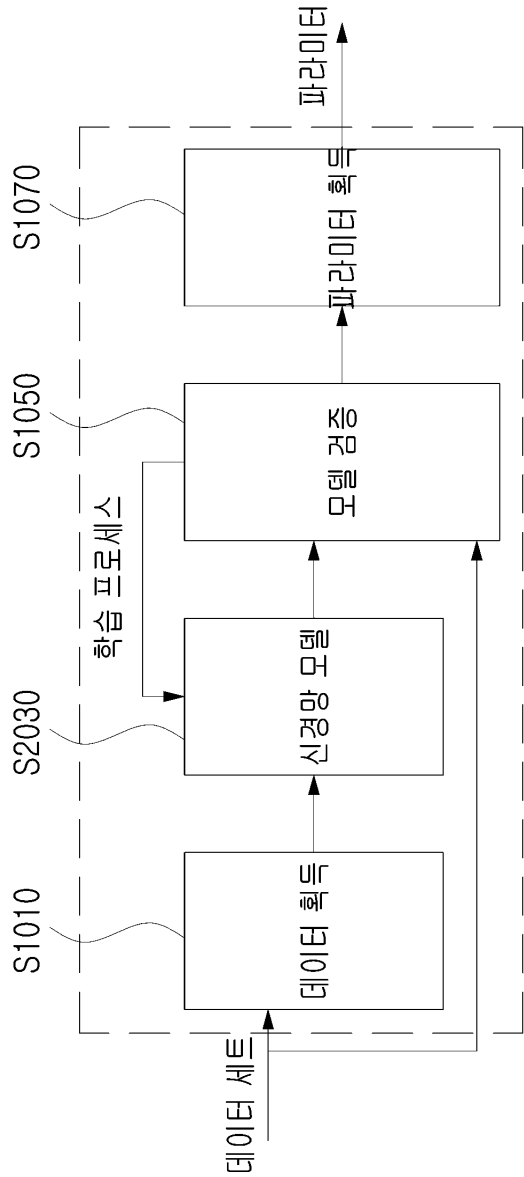 S1010
S2030
S1050
S1070
학습 프로세스
데이터 세트
데이터 획득
신경망 모델
모델 검증
파라미터 획득
파라미터